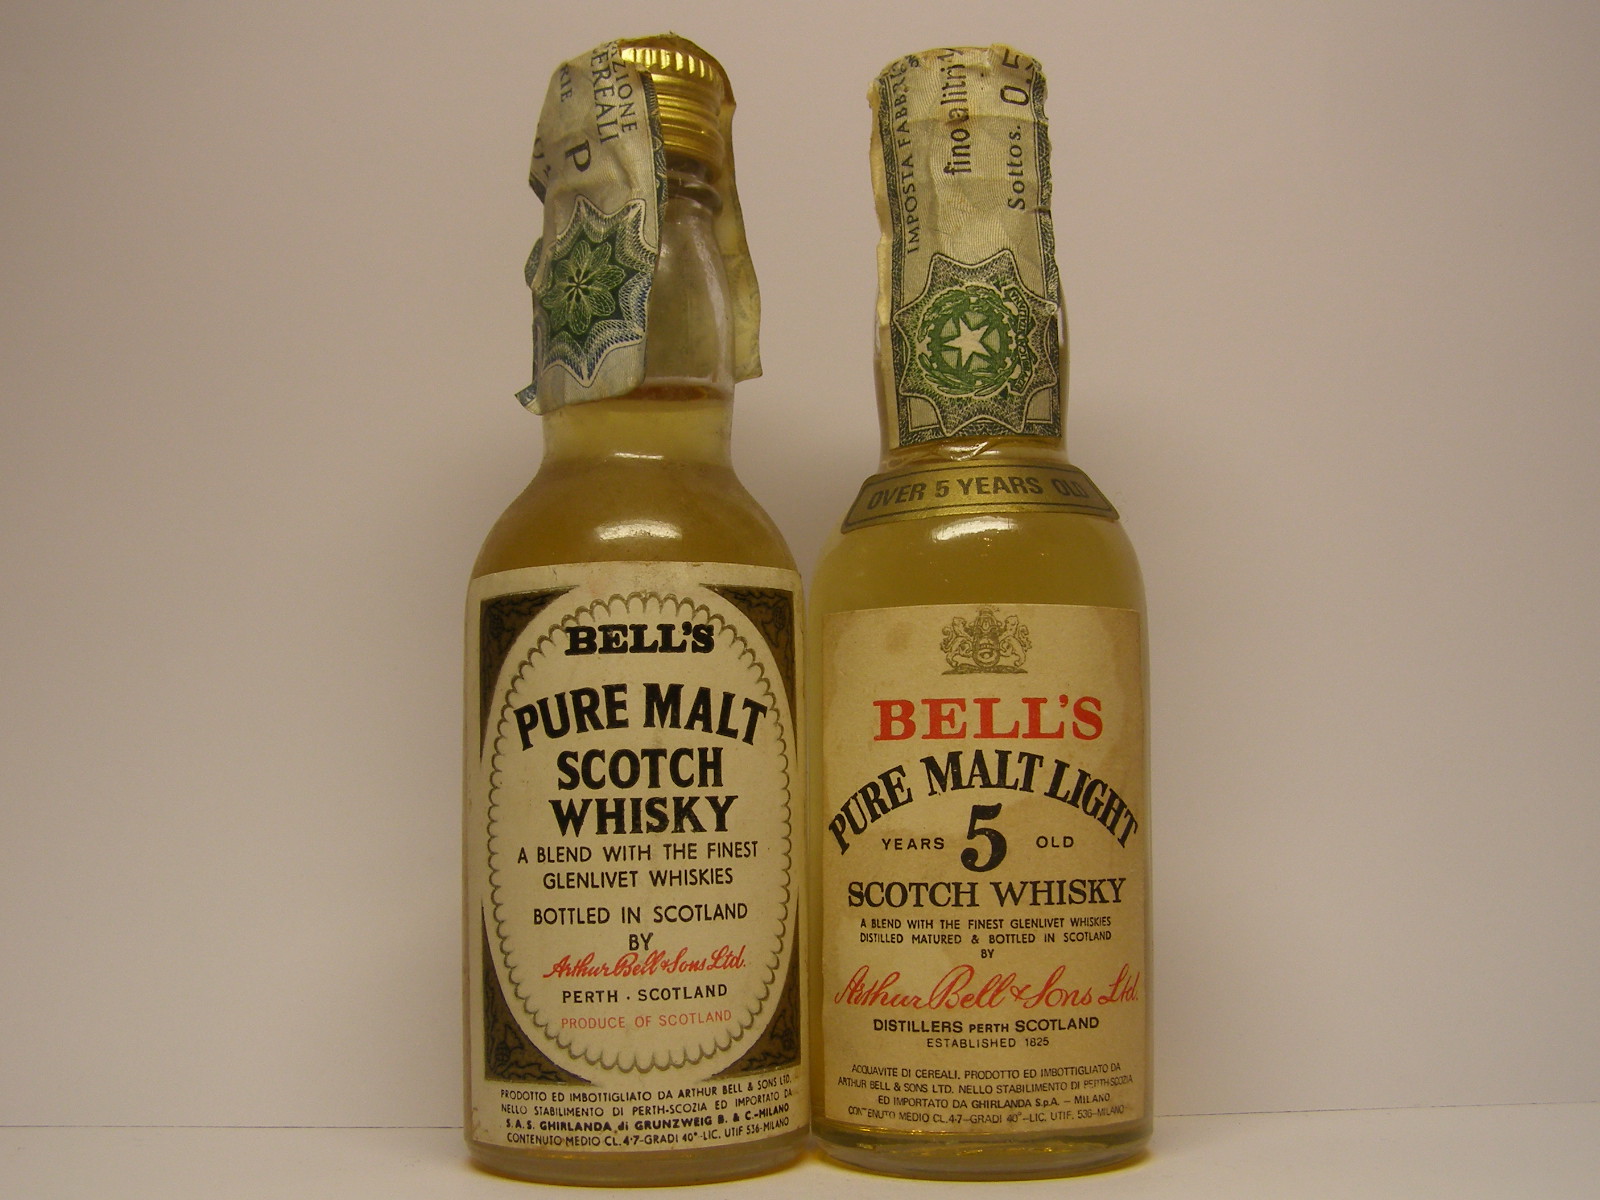 ZIONE
CEREALI
RIE
P
BELL'S
PURE MALT
SCOTCH
WHISKY
A BLEND WITH THE FINEST
GLENLIVET WHISKIES
BOTTLED IN SCOTLAND
BY
Arthur Bell & Sons Ltd.
PERTH . SCOTLAND
PRODUCE OF SCOTLAND
PRODOTTO ED IMBOTTIGLIATO DA ARTHUR BELL & SONS LTD.
NELLO STABILIMENTO DI PERTH-SCOZIA ED IMPORTATO DA
S.A.S. GHIRLANDA di GRUNZWEIG B. & C.-MILANO
CONTENUTO MEDIO CL. 4·7-GRADI 40°-LIC. UTIF 536-MILANO
IMPOSTA FABBRIC
fino a litri
Sottos. 0.5
OVER 5 YEARS OLD
BELL'S
PURE MALT LIGHT
YEARS 5 OLD
SCOTCH WHISKY
A BLEND WITH THE FINEST GLENLIVET WHISKIES
DISTILLED MATURED & BOTTLED IN SCOTLAND
BY
Arthur Bell & Sons Ltd.
DISTILLERS PERTH SCOTLAND
ESTABLISHED 1825
ACQUAVITE DI CEREALI, PRODOTTO ED IMBOTTIGLIATO DA
ARTHUR BELL & SONS LTD. NELLO STABILIMENTO DI PERTH-SCOZIA
ED IMPORTATO DA GHIRLANDA S.p.A. – MILANO
CONTENUTO MEDIO CL. 4·7-GRADI 40°-LIC. UTIF. 536-MILANO